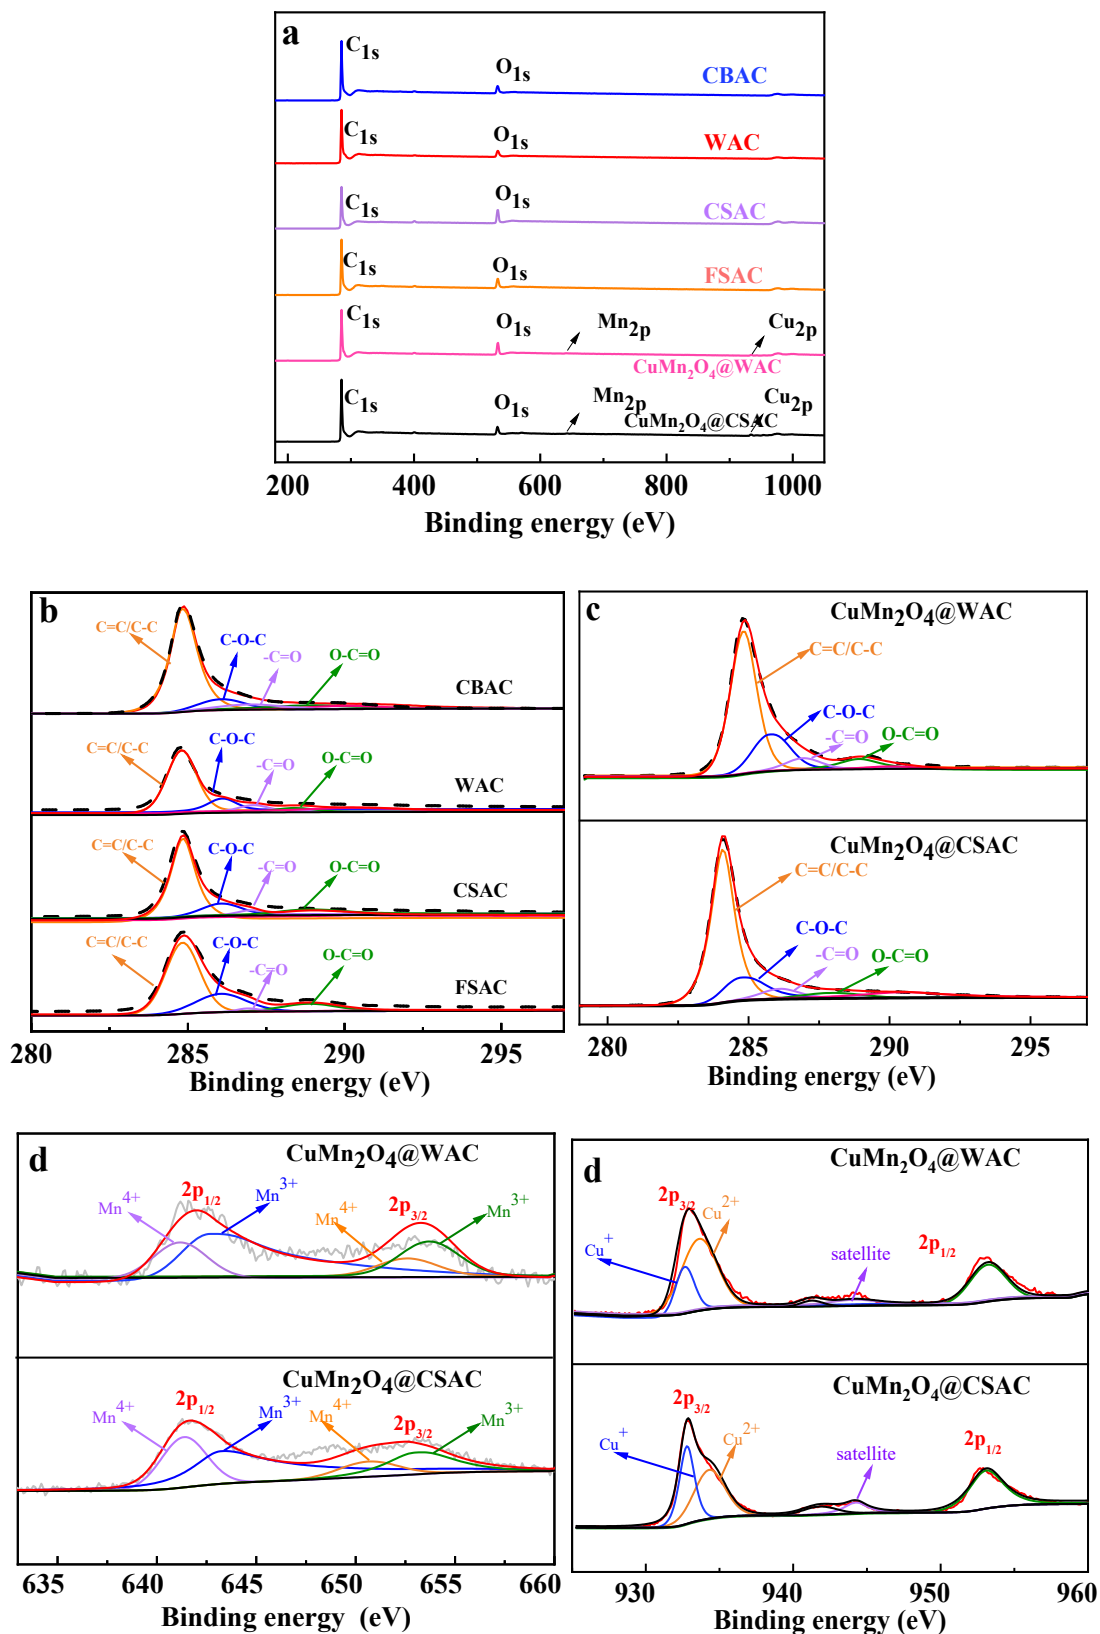 a
C1s
O1s
CBAC
C1s
O1s
WAC
C1s
O1s
CSAC
C1s
O1s
FSAC
C1s
O1s
Mn2p
Cu2p
CuMn2O4@WAC
C1s
O1s
Mn2p
Cu2p
CuMn2O4@CSAC
200 400 600 800 1000
Binding energy (eV)
b
C=C/C-C
C-O-C
-C=O
O-C=O
CBAC
C=C/C-C
C-O-C
-C=O
O-C=O
WAC
C=C/C-C
C-O-C
-C=O
O-C=O
CSAC
C=C/C-C
C-O-C
-C=O
O-C=O
FSAC
280 285 290 295
Binding energy (eV)
c
CuMn2O4@WAC
C=C/C-C
C-O-C
-C=O
O-C=O
CuMn2O4@CSAC
C=C/C-C
C-O-C
-C=O
O-C=O
280 285 290 295
Binding energy (eV)
d
CuMn2O4@WAC
Mn4+
2p1/2
Mn3+
Mn4+
2p3/2
Mn3+
CuMn2O4@CSAC
Mn4+
2p1/2
Mn3+
Mn4+
2p3/2
Mn3+
635 640 645 650 655 660
Binding energy (eV)
d
CuMn2O4@WAC
2p3/2
Cu2+
Cu+
satellite
2p1/2
CuMn2O4@CSAC
2p3/2
Cu+
Cu2+
satellite
2p1/2
930 940 950 960
Binding energy (eV)